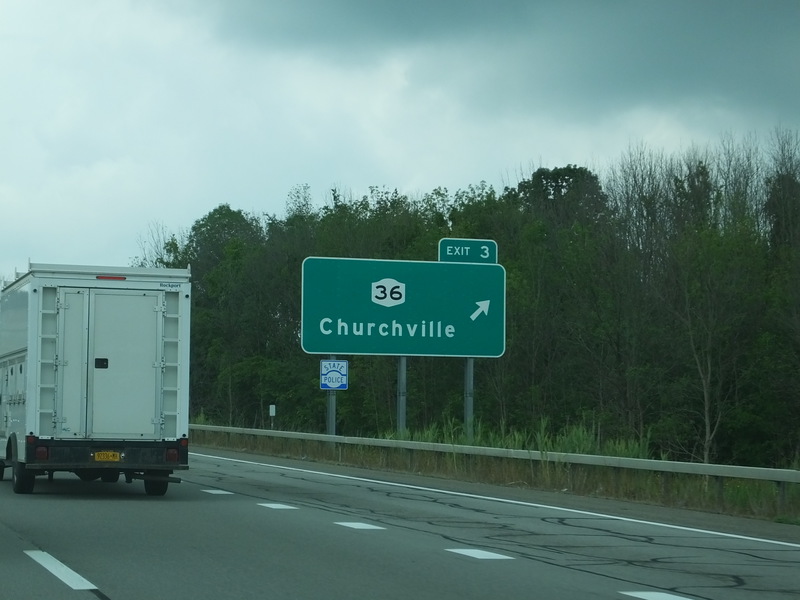 EXIT 3
36
Churchville
STATE
POLICE
Rockport